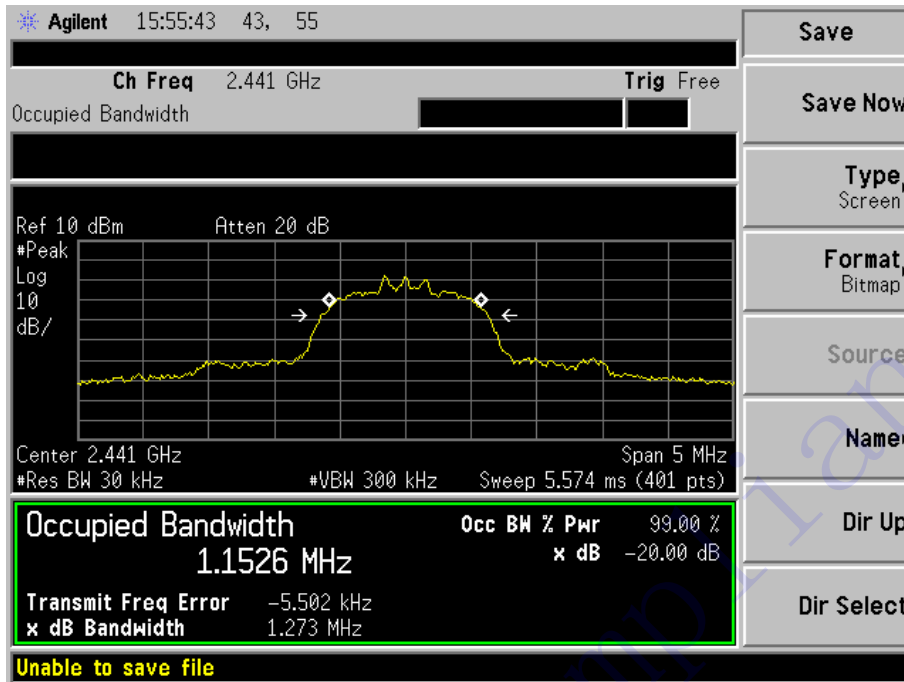 Agilent 15:55:43 43, 55
Ch Freq 2.441 GHz Trig Free
Occupied Bandwidth
Ref 10 dBm Atten 20 dB
#Peak
Log
10
dB/
Center 2.441 GHz Span 5 MHz
#Res BW 30 kHz #VBW 300 kHz Sweep 5.574 ms (401 pts)
Occupied Bandwidth Occ BW % Pwr 99.00 %
1.1526 MHz x dB -20.00 dB
Transmit Freq Error -5.502 kHz
x dB Bandwidth 1.273 MHz
Unable to save file
Save
Save Now
Type
Screen
Format
Bitmap
Source
Name
Dir Up
Dir Select